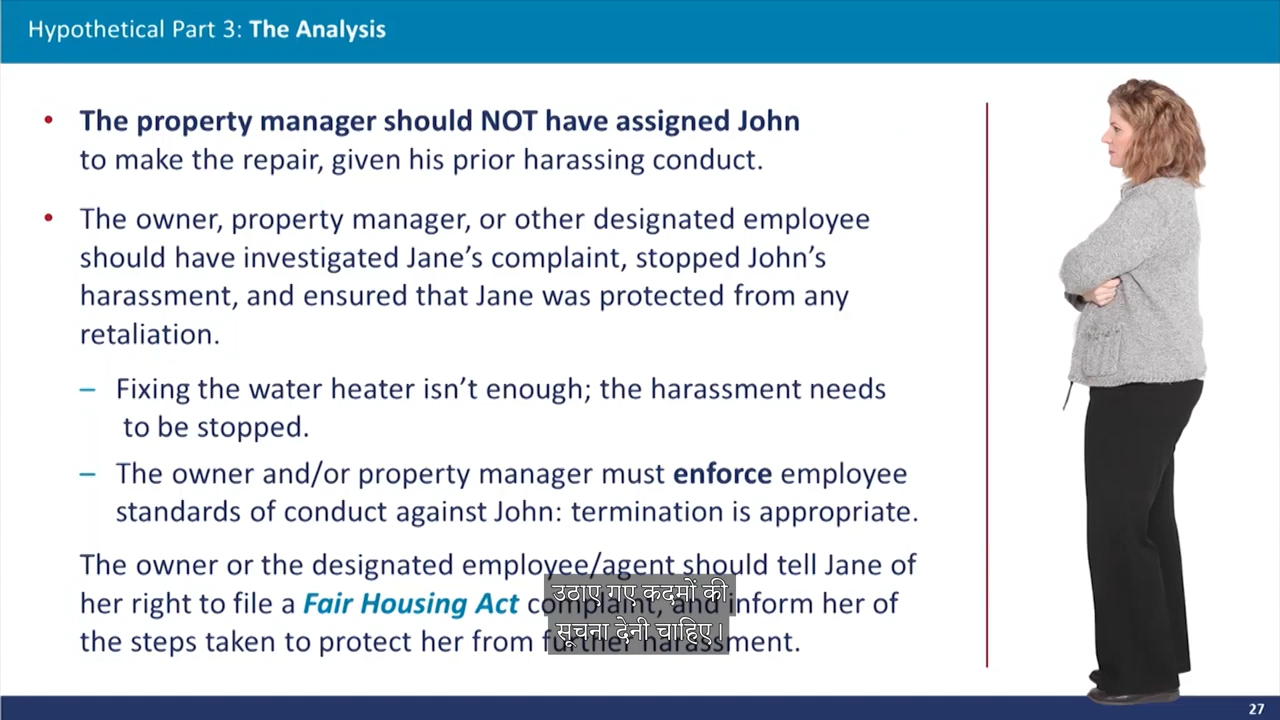 Hypothetical Part 3: The Analysis
• The property manager should NOT have assigned John
to make the repair, given his prior harassing conduct.
• The owner, property manager, or other designated employee
should have investigated Jane's complaint, stopped John's
harassment, and ensured that Jane was protected from any
retaliation.
– Fixing the water heater isn't enough; the harassment needs
to be stopped.
– The owner and/or property manager must enforce employee
standards of conduct against John: termination is appropriate.
The owner or the designated employee/agent should tell Jane of
her right to file a Fair Housing Act complaint, and inform her of
the steps taken to protect her from further harassment.
उठाए गए कदमों की
सूचना देनी चाहिए।
27